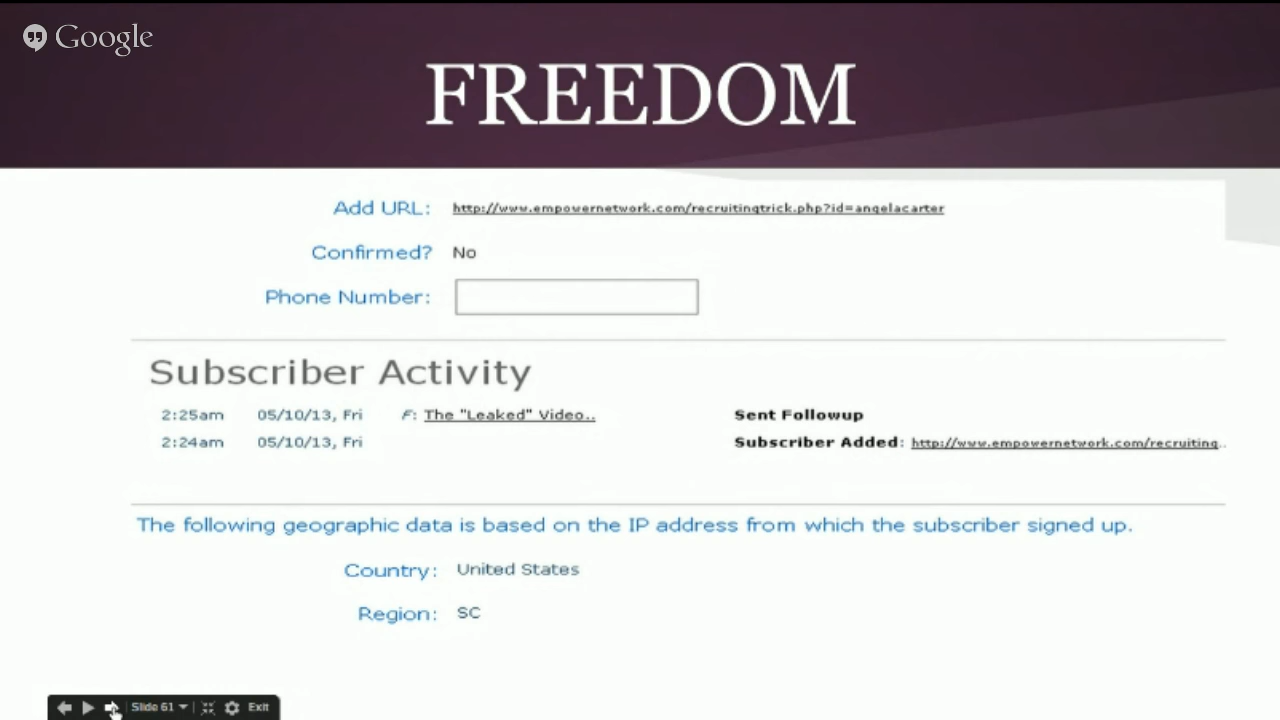 Google
FREEDOM
Add URL: http://www.empowernetwork.com/recruitingtrick.php?id=angelacarter
Confirmed? No
Phone Number:
Subscriber Activity
2:25am 05/10/13, Fri F: The "Leaked" Video.. Sent Followup
2:24am 05/10/13, Fri Subscriber Added: http://www.empowernetwork.com/recruiting..
The following geographic data is based on the IP address from which the subscriber signed up.
Country: United States
Region: SC
Slide 61 Exit